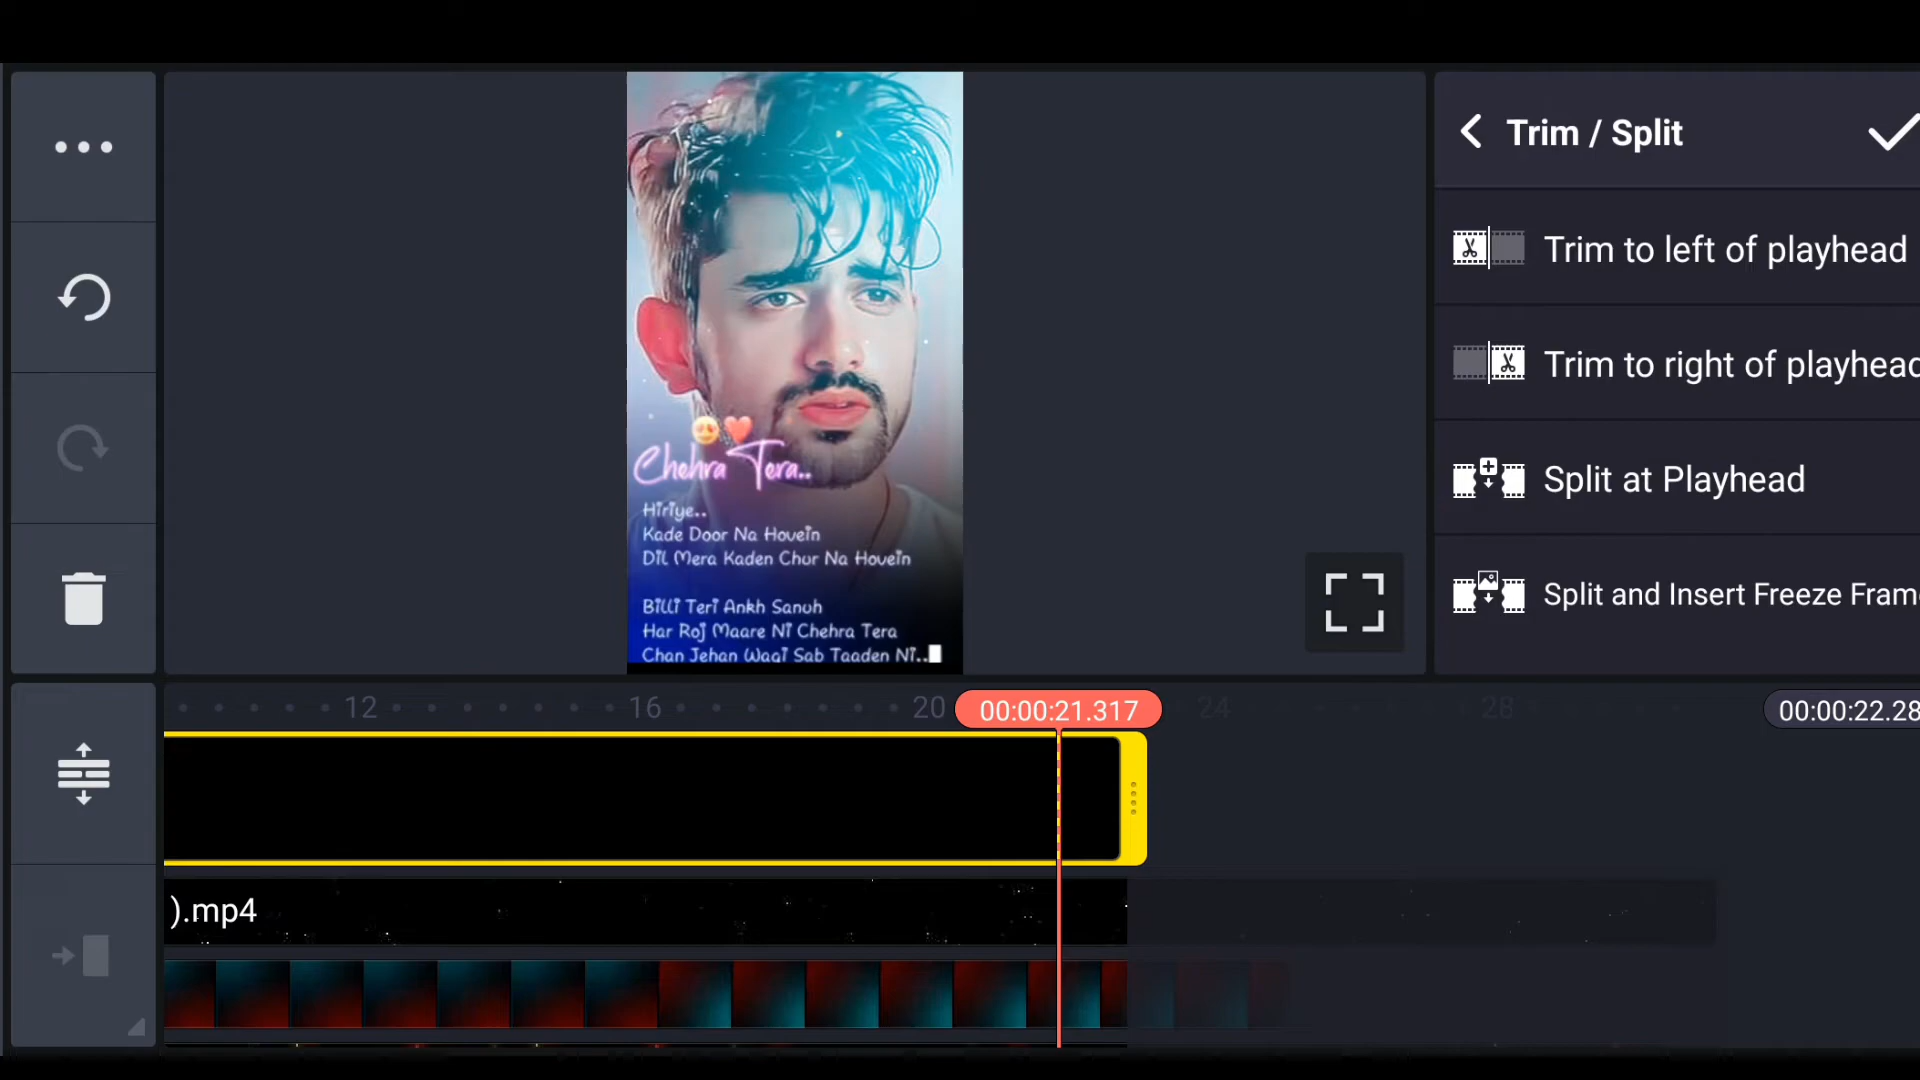 Trim / Split
Trim to left of playhead
Trim to right of playhead
Split at Playhead
Split and Insert Freeze Fram
Chehra Tera..
Hiriye..
Kade Door Na Hovein
Dil Mera Kaden Chur Na Hovein
Billi Teri Ankh Sanuh
Har Roj Maare Ni Chehra Tera
Chan Jehan Wagi Sab Taaden Ni..
12
16
20
00:00:21.317
24
28
00:00:22.28
).mp4